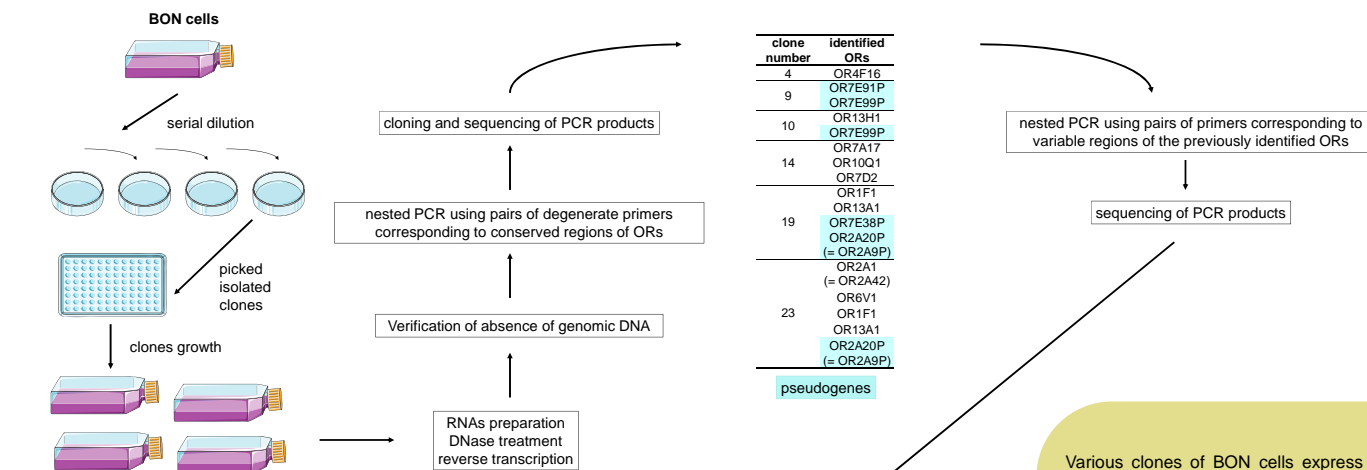 BON cells
serial dilution
picked
isolated
clones
clones growth
RNAs preparation
DNase treatment
reverse transcription
Verification of absence of genomic DNA
nested PCR using pairs of degenerate primers
corresponding to conserved regions of ORs
cloning and sequencing of PCR products
clone number identified ORs
4 OR4F16
9 OR7E91P
OR7E99P
10 OR13H1
OR7E99P
14 OR7A17
OR10Q1
OR7D2
19 OR1F1
OR13A1
OR7E38P
OR2A20P
(= OR2A9P)
23 OR2A1
(= OR2A42)
OR6V1
OR1F1
OR13A1
OR2A20P
(= OR2A9P)
pseudogenes
nested PCR using pairs of primers corresponding to
variable regions of the previously identified ORs
sequencing of PCR products
Various clones of BON cells express